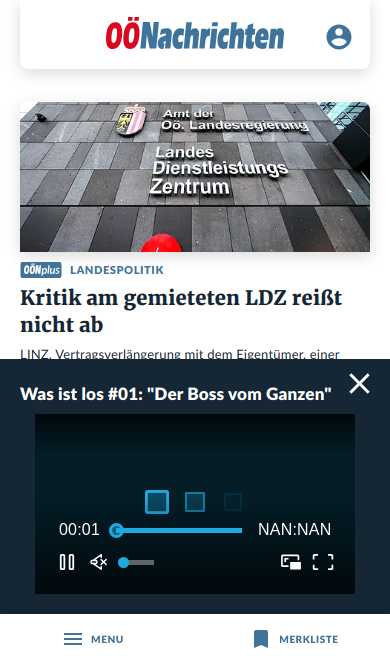 OÖNachrichten
Amt der
Oö. Landesregierung
Landes
Dienstleistungs
Zentrum
OÖNplus LANDESPOLITIK
Kritik am gemieteten LDZ reißt
nicht ab
LINZ. Vertragsverlängerung mit dem Eigentümer, einer
Was ist los #01: "Der Boss vom Ganzen"
00:01 NAN:NAN
MENU MERKLISTE